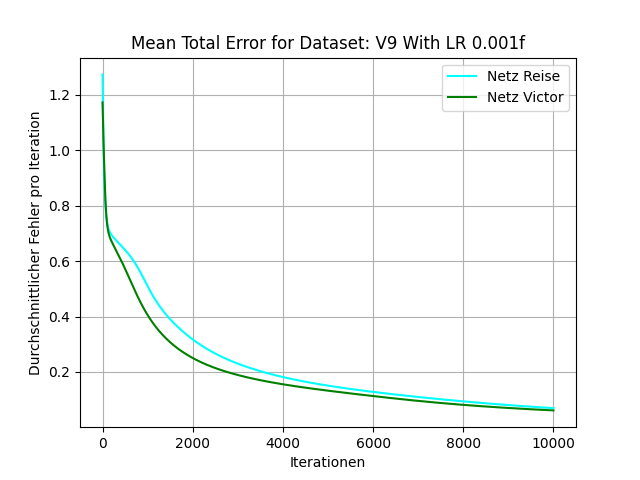 Mean Total Error for Dataset: V9 With LR 0.001f
Netz Reise
Netz Victor
Durchschnittlicher Fehler pro Iteration
1.2
1.0
0.8
0.6
0.4
0.2
0 2000 4000 6000 8000 10000
Iterationen